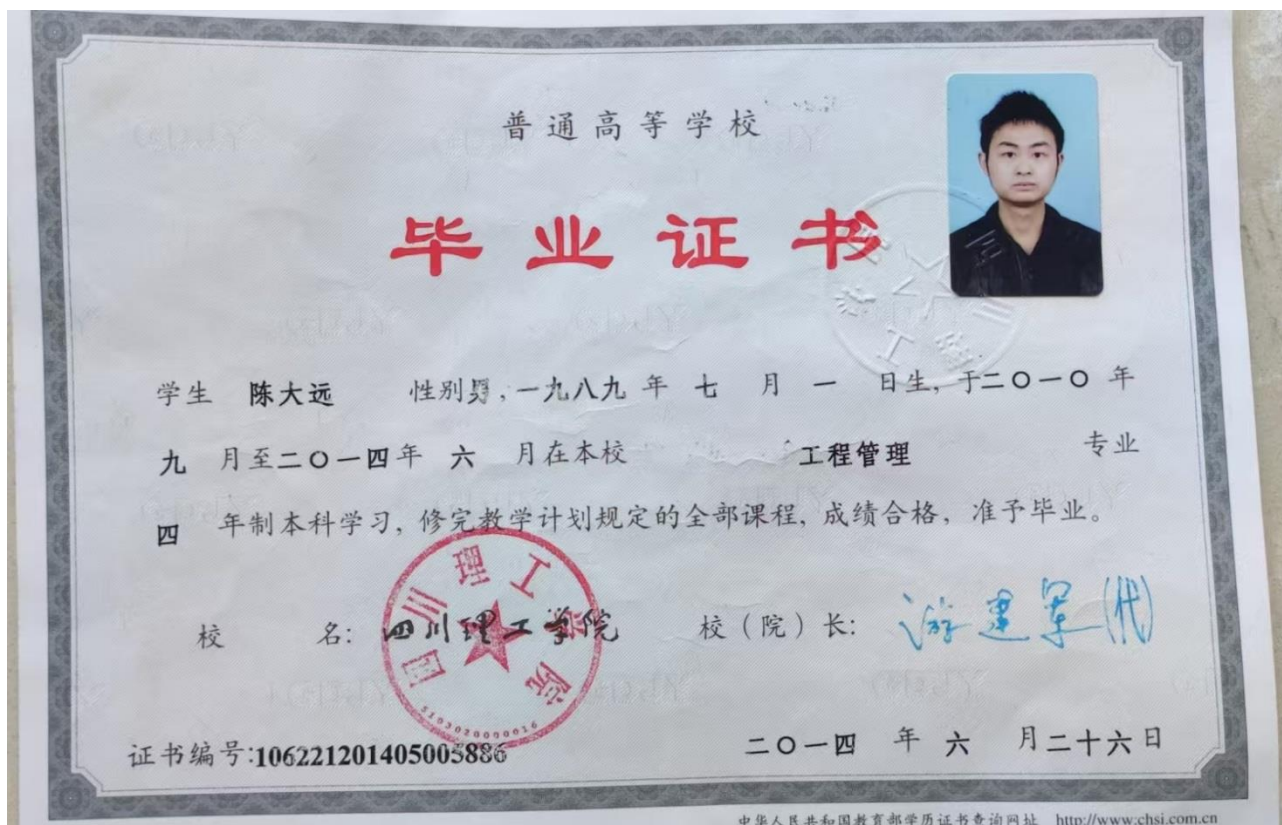 普通高等学校
毕业证书
学生 陈大远 性别男,一九八九 年 七 月 一 日生,于二〇一〇 年
九 月至二〇一四年 六 月在本校 工程管理 专业
四 年制本科学习,修完教学计划规定的全部课程,成绩合格,准予毕业。
校 名: 四川理工学院 校(院)长: 游建军(代)
四川理工学院
5103020000016
证书编号:106221201405005886 二〇一四 年 六 月二十六日
中华人民共和国教育部学历证书查询网址 http://www.chsi.com.cn